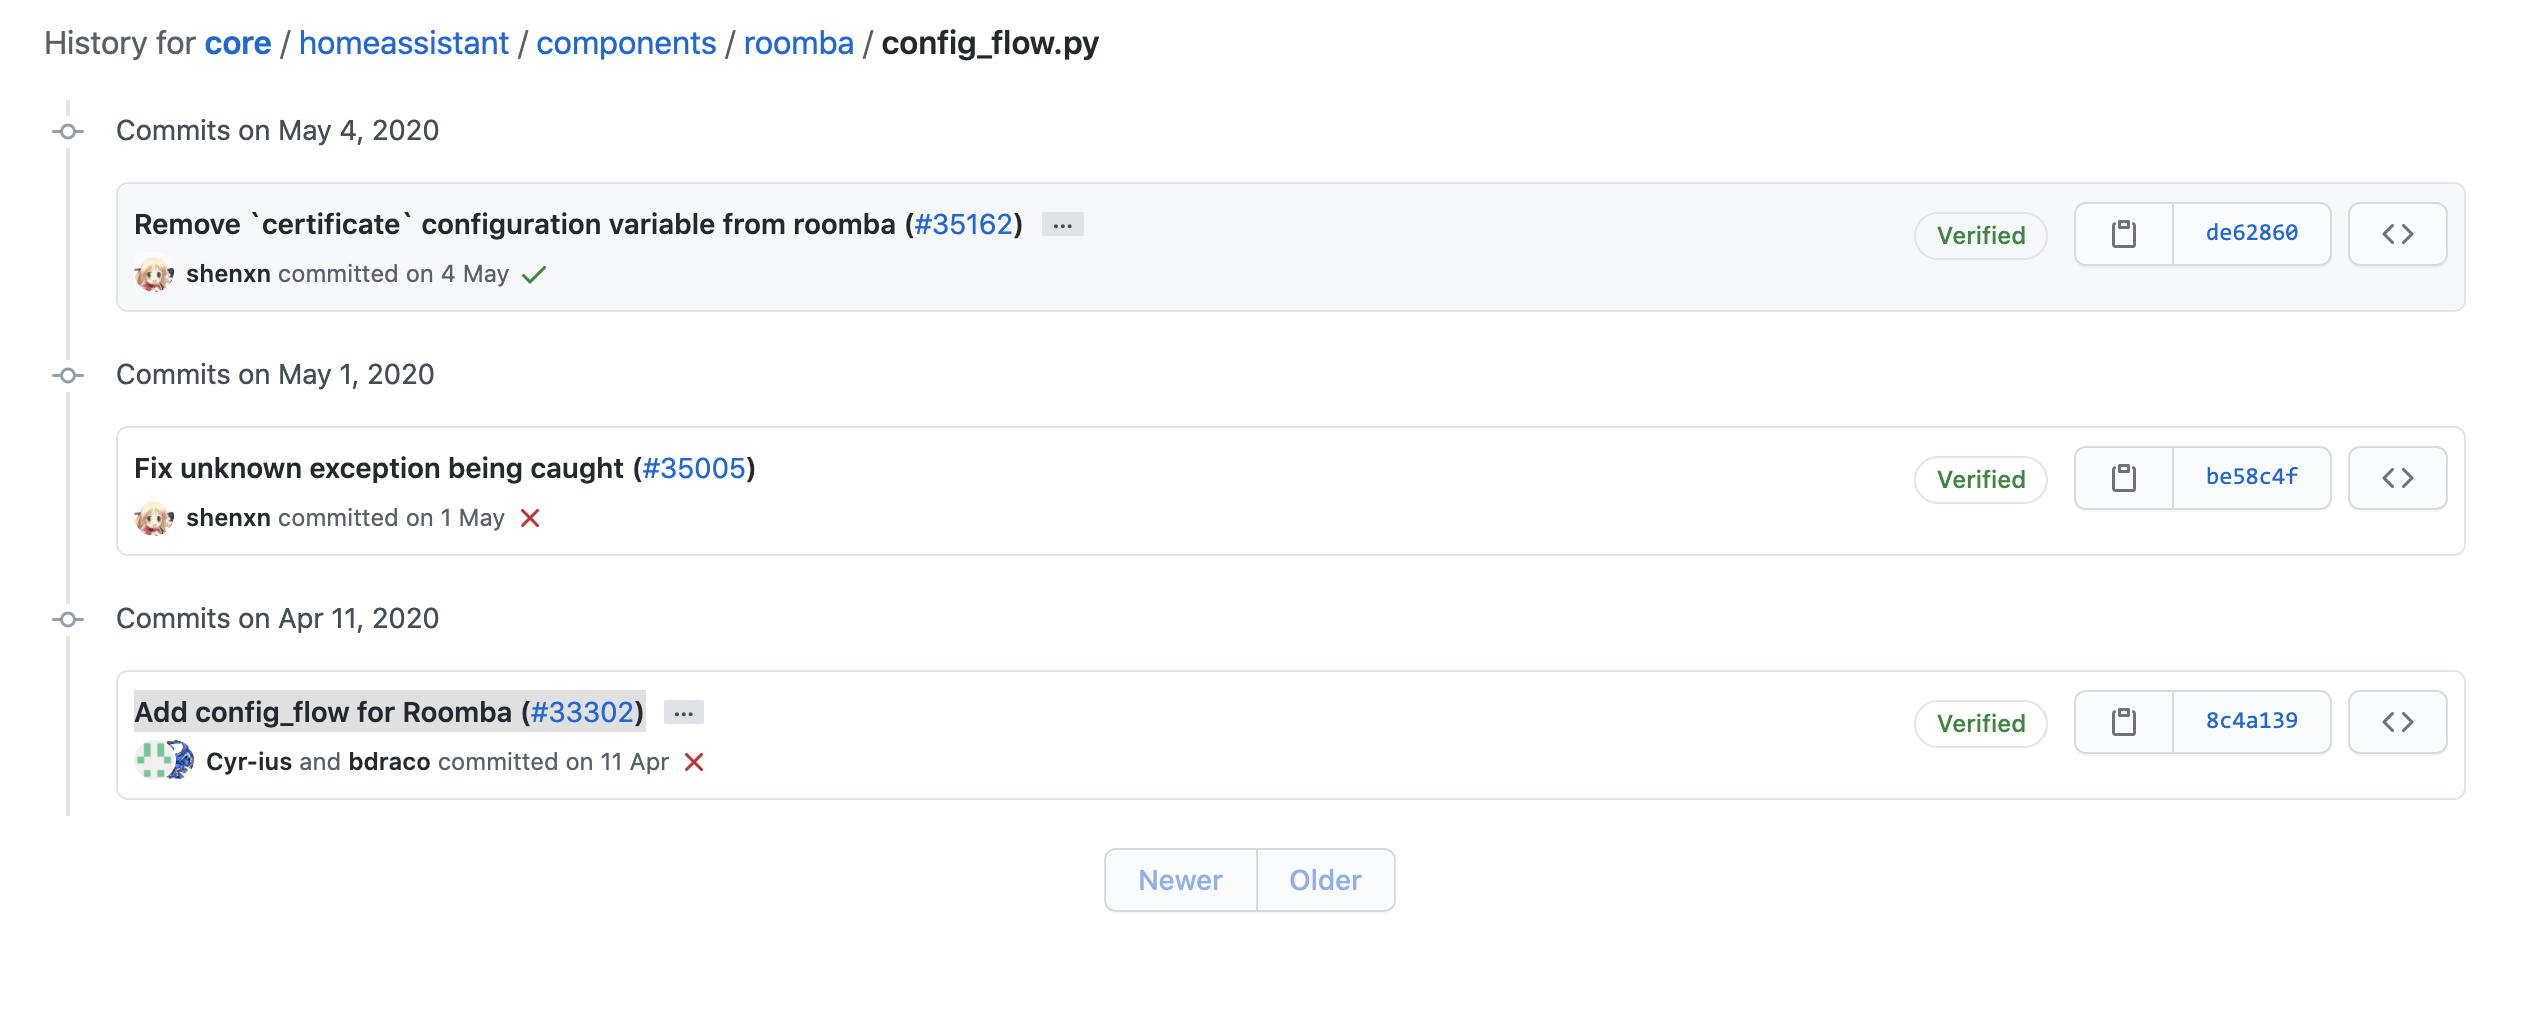 History for core / homeassistant / components / roomba / config_flow.py
Commits on May 4, 2020
Remove `certificate` configuration variable from roomba (#35162) ...
Verified
de62860
shenxn committed on 4 May
Commits on May 1, 2020
Fix unknown exception being caught (#35005)
Verified
be58c4f
shenxn committed on 1 May
Commits on Apr 11, 2020
Add config_flow for Roomba (#33302) ...
Verified
8c4a139
Cyr-ius and bdraco committed on 11 Apr
Newer Older